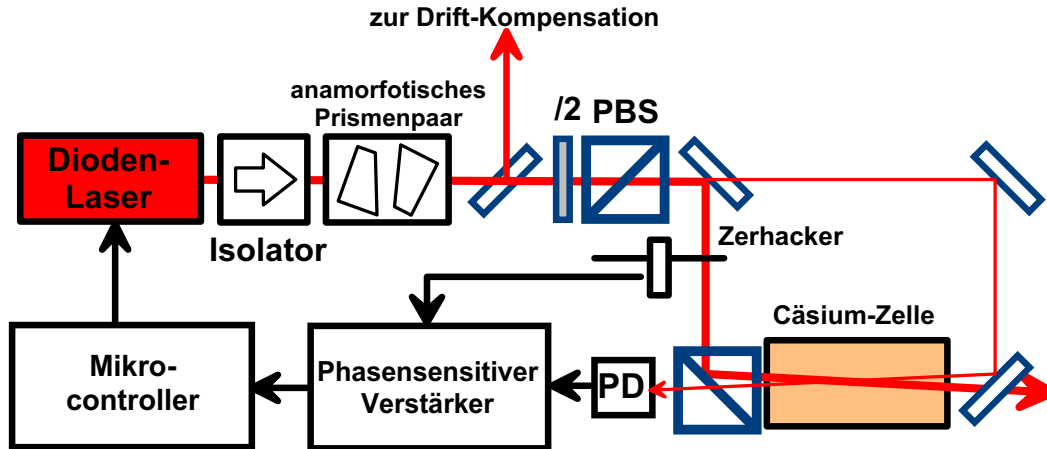 zur Drift-Kompensation
anamorfotisches
Prismenpaar
/2
PBS
Dioden-
Laser
Isolator
Zerhacker
Cäsium-Zelle
Mikro-
controller
Phasensensitiver
Verstärker
PD